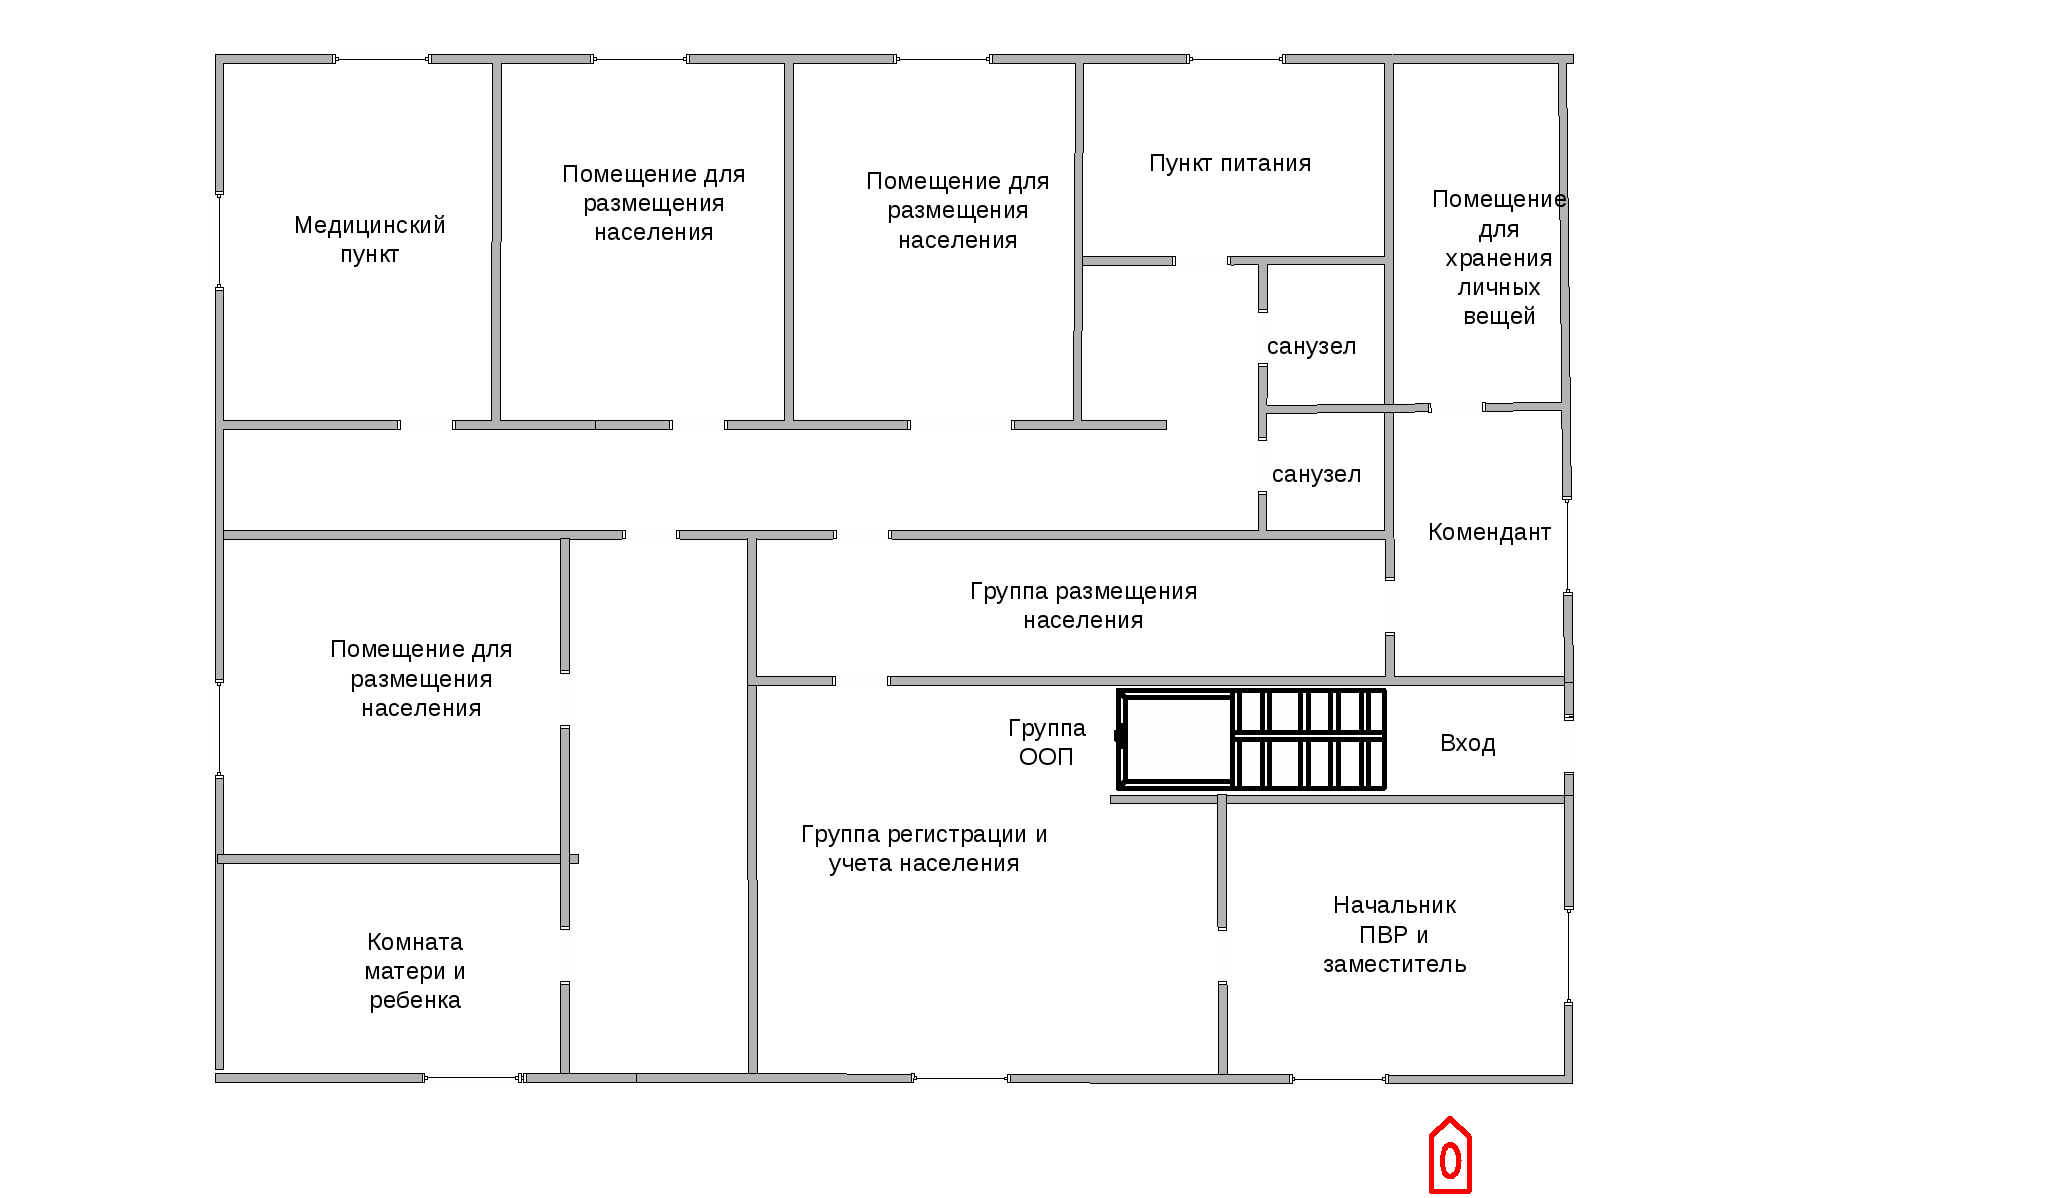 Медицинский
пункт
Помещение для
размещения
населения
Помещение для
размещения
населения
Пункт питания
Помещение
для
хранения
личных
вещей
санузел
санузел
Комендант
Группа размещения
населения
Помещение для
размещения
населения
Группа
ООП
Вход
Группа регистрации и
учета населения
Начальник
ПВР и
заместитель
Комната
матери и
ребенка
0